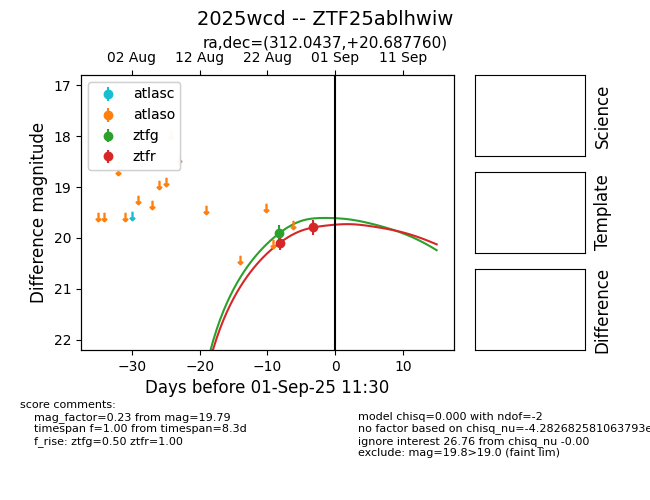 2025wcd -- ZTF25ablhwiw
ra,dec=(312.0437,+20.687760)
02 Aug 12 Aug 22 Aug 01 Sep 11 Sep
atlasc
atlaso
ztfg
ztfr
17
18
19
20
21
22
Difference magnitude
−30 −20 −10 0 10
Days before 01-Sep-25 11:30
Science
Template
Difference
score comments:
mag_factor=0.23 from mag=19.79
timespan f=1.00 from timespan=8.3d
f_rise: ztfg=0.50 ztfr=1.00
model chisq=0.000 with ndof=-2
no factor based on chisq_nu=-4.282682581063793e
ignore interest 26.76 from chisq_nu -0.00
exclude: mag=19.8>19.0 (faint lim)